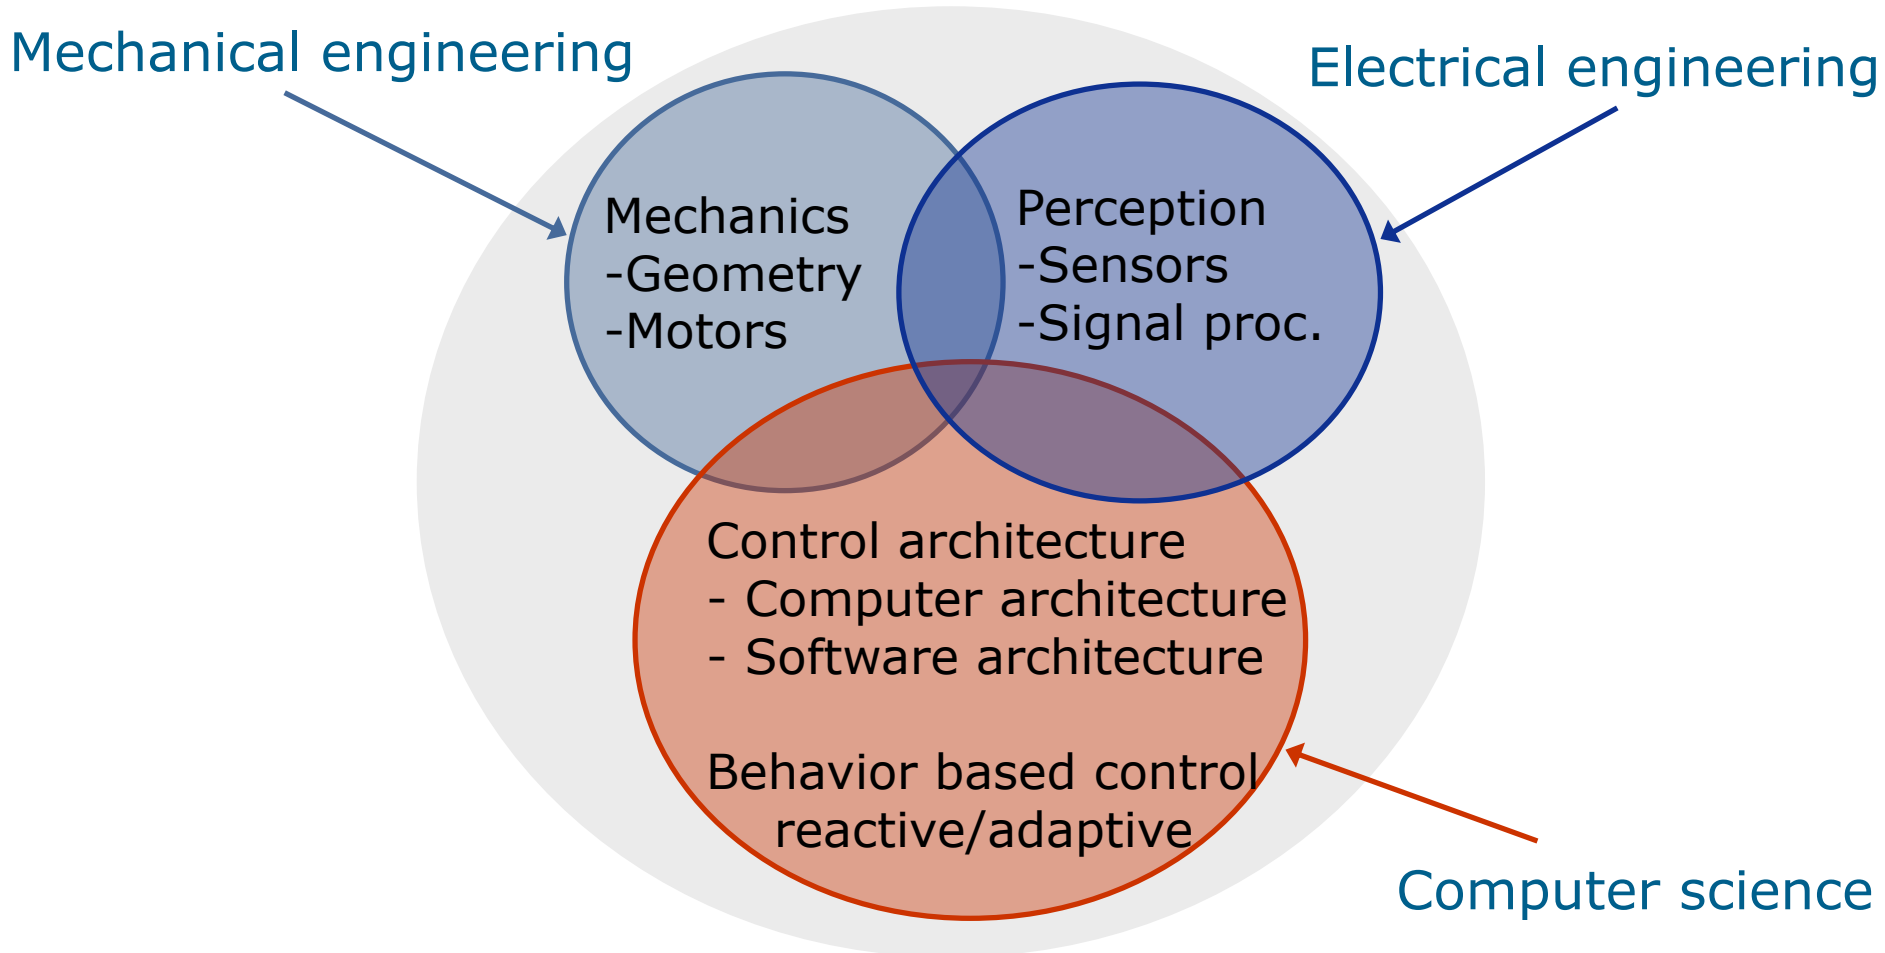 Mechanical engineering
Electrical engineering
Mechanics
-Geometry
-Motors
Perception
-Sensors
-Signal proc.
Control architecture
- Computer architecture
- Software architecture
Behavior based control
reactive/adaptive
Computer science